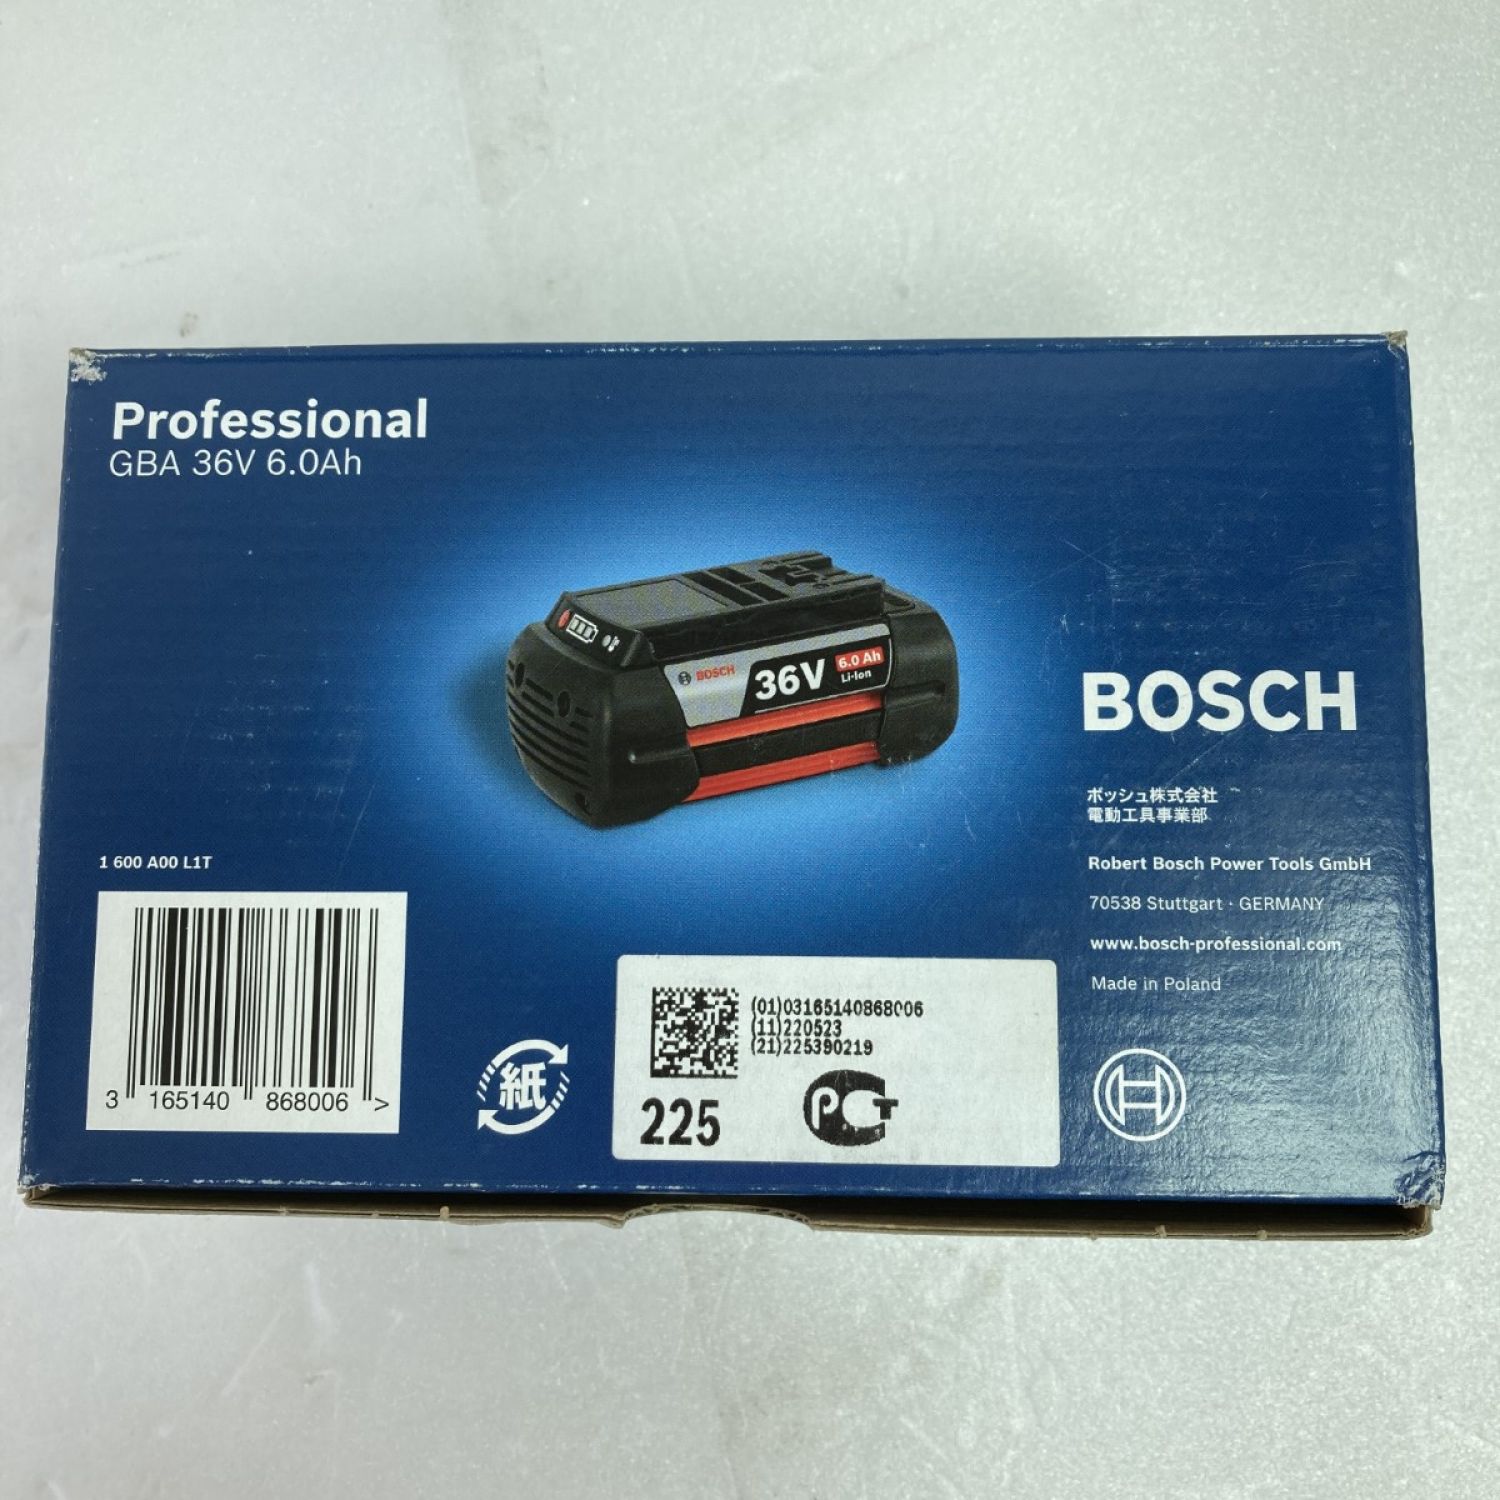 Professional
GBA 36V 6.0Ah
BOSCH
36V
6.0 Ah
Li-Ion
BOSCH
ボッシュ株式会社
電動工具事業部
Robert Bosch Power Tools GmbH
70538 Stuttgart · GERMANY
www.bosch-professional.com
Made in Poland
1 600 A00 L1T
3 165140 868006 >
紙
(01)03165140868006
(11)220523
(21)225390219
225
PCT